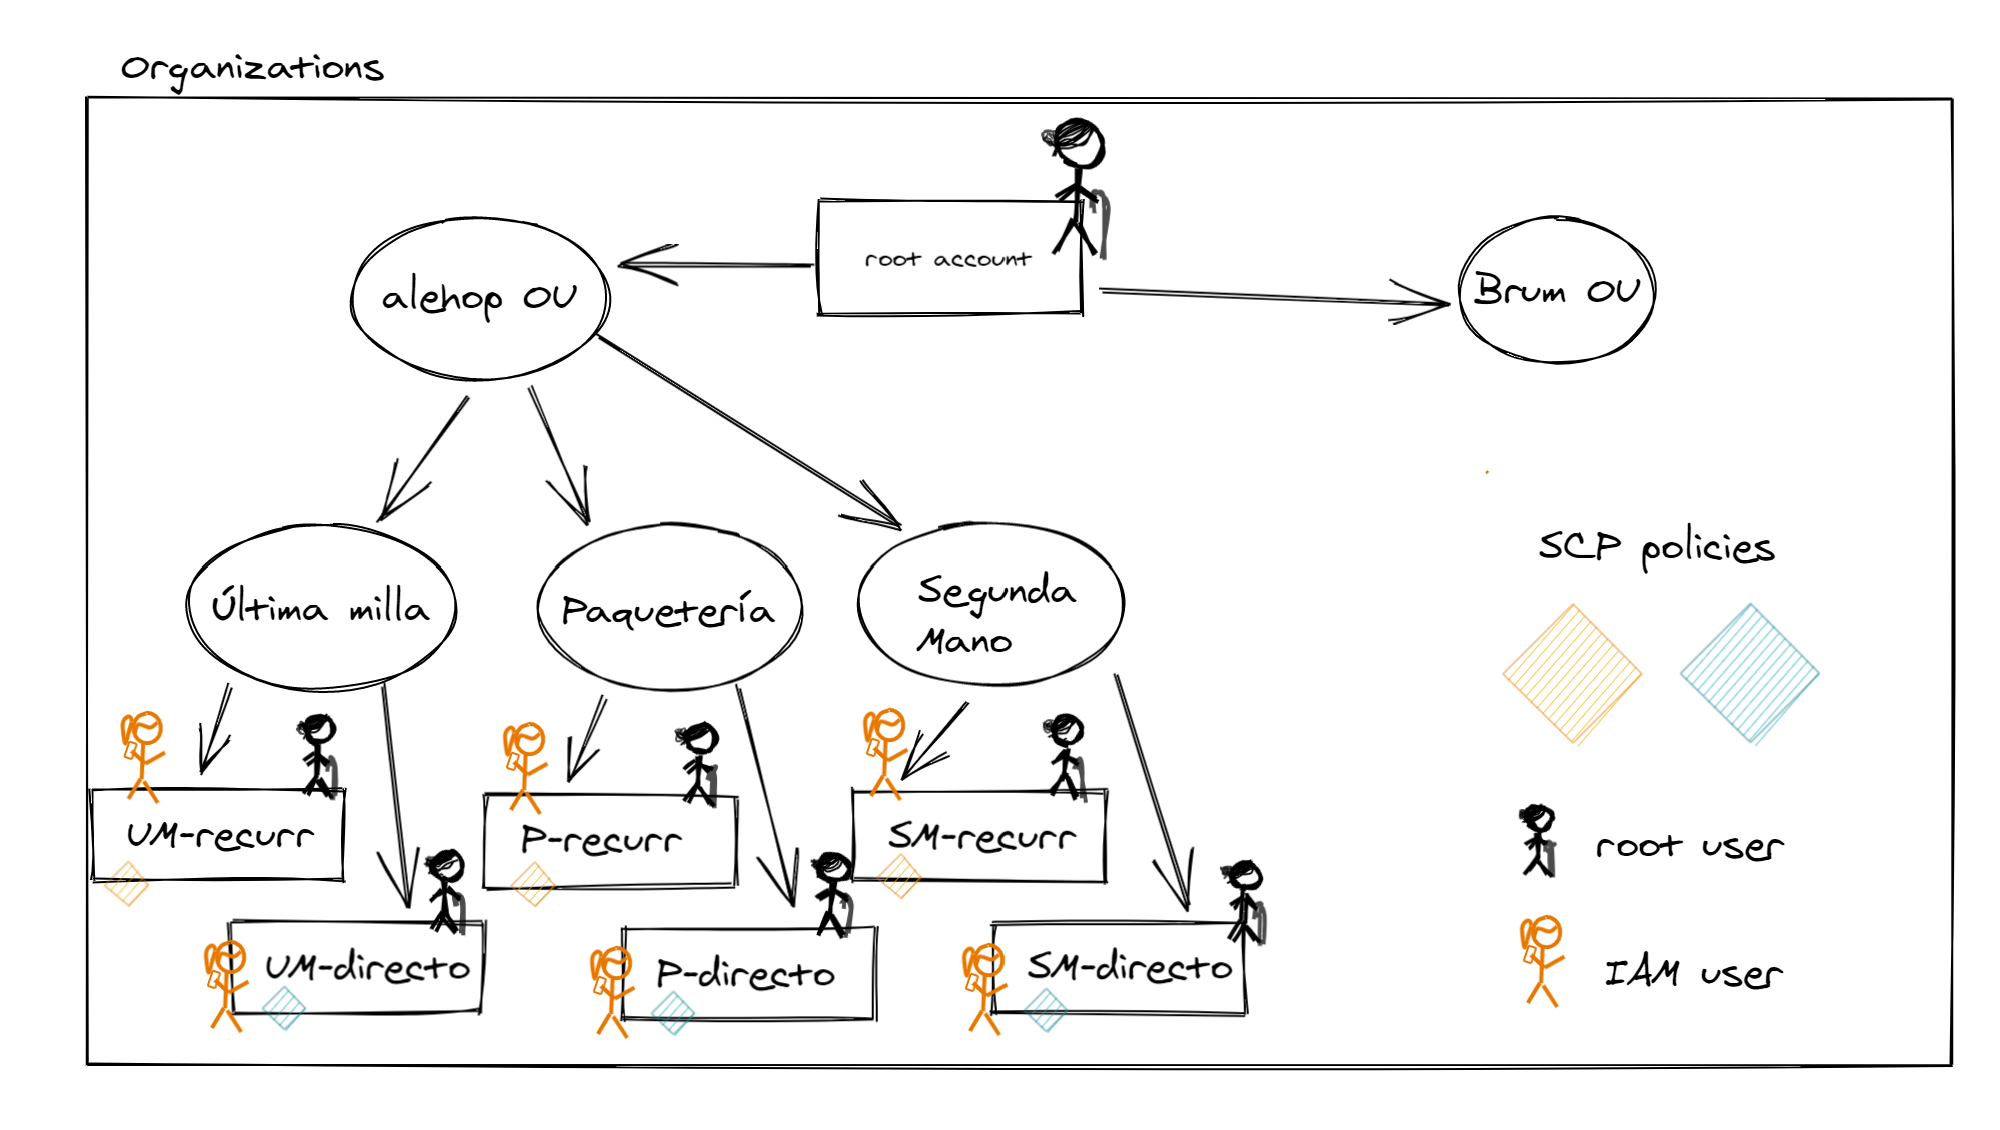 Organizations
root account
alehop OU
Brum OU
Última milla
Paquetería
Segunda
Mano
SCP policies
UM-recurr
P-recurr
SM-recurr
root user
UM-directo
P-directo
SM-directo
IAM user